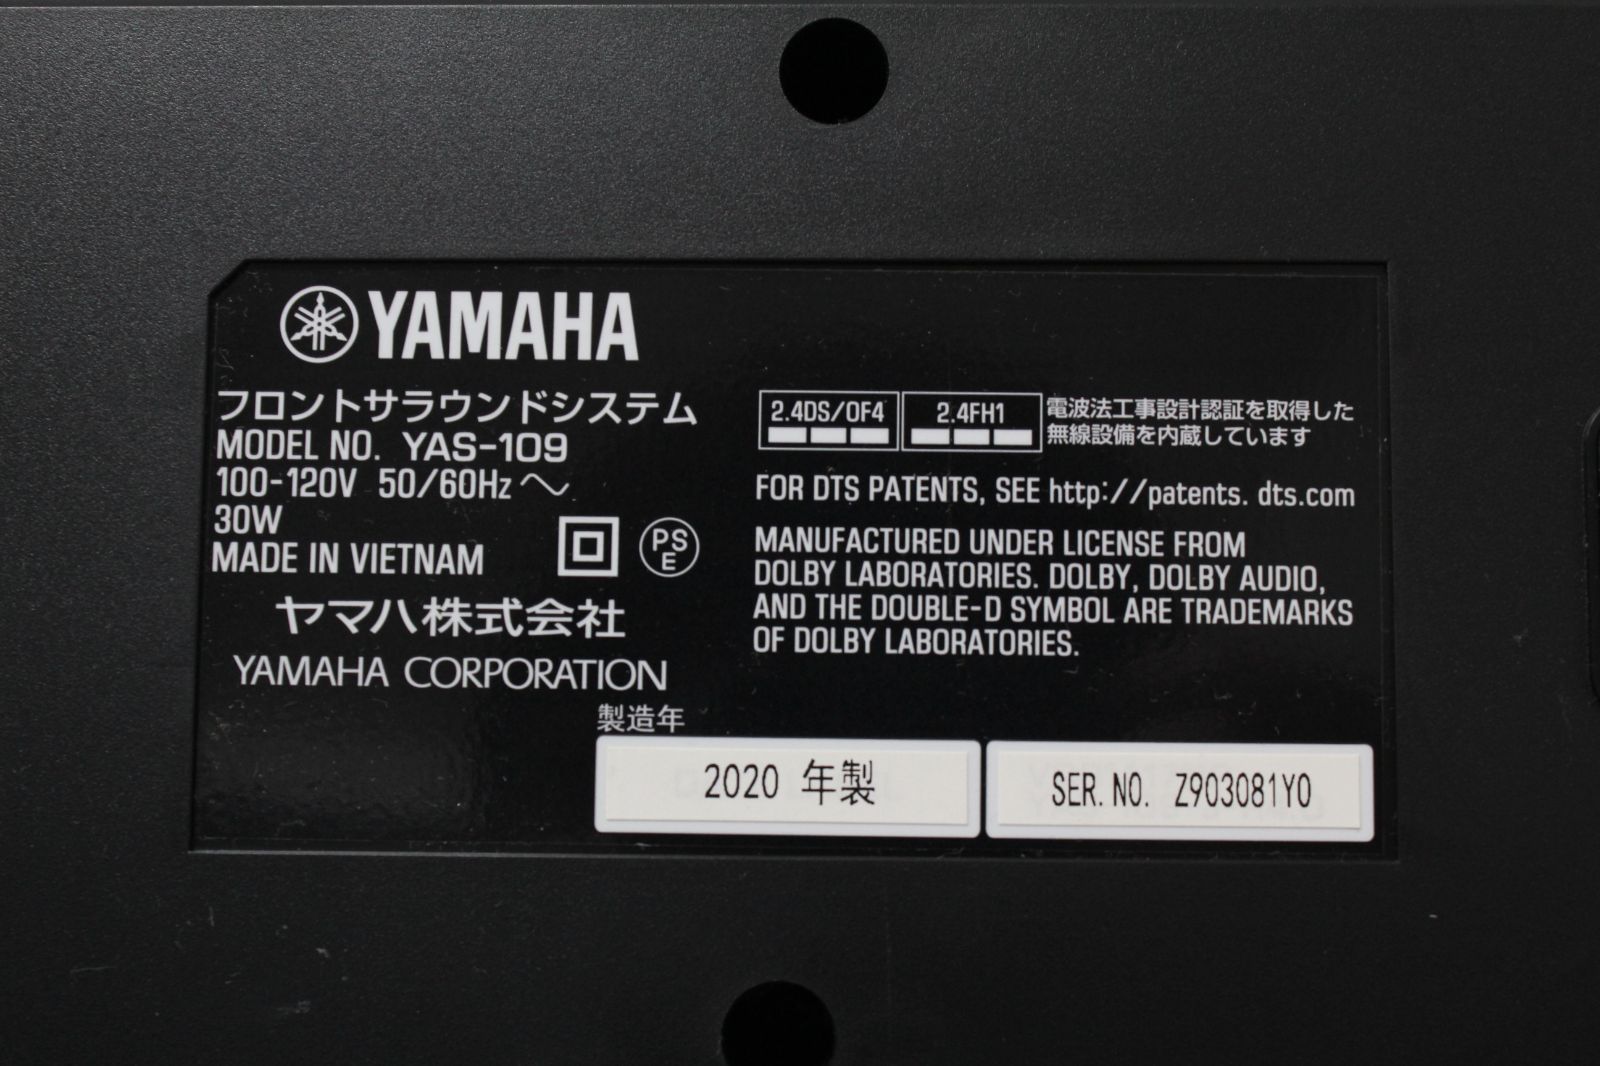 YAMAHA
フロントサラウンドシステム
MODEL NO. YAS-109
100-120V 50/60Hz ～
30W
MADE IN VIETNAM
PS
E
ヤマハ株式会社
YAMAHA CORPORATION
2.4DS/OF4
2.4FH1
電波法工事設計認証を取得した
無線設備を内蔵しています
FOR DTS PATENTS, SEE http://patents. dts.com
MANUFACTURED UNDER LICENSE FROM
DOLBY LABORATORIES. DOLBY, DOLBY AUDIO,
AND THE DOUBLE-D SYMBOL ARE TRADEMARKS
OF DOLBY LABORATORIES.
製造年
2020 年製
SER. NO. Z903081YO